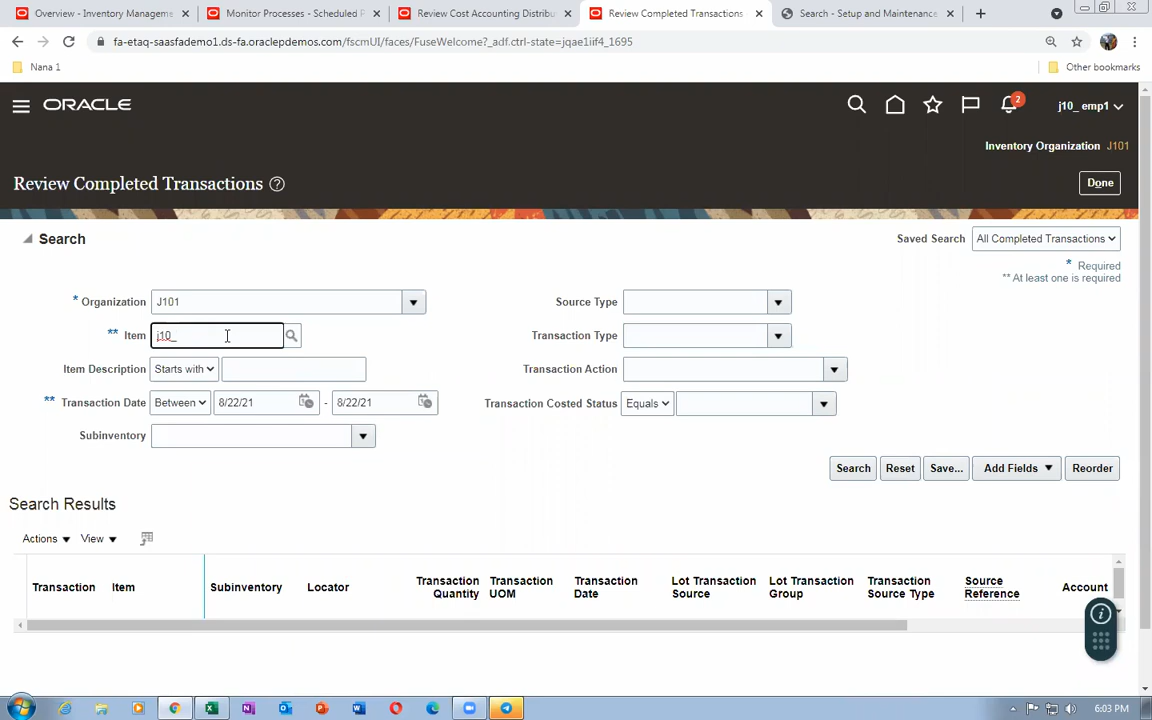 Overview - Inventory Manageme
Monitor Processes - Scheduled P
Review Cost Accounting Distribu
Review Completed Transactions
Search - Setup and Maintenance
fa-etaq-saasfademo1.ds-fa.oraclepdemos.com/fscmUI/faces/FuseWelcome?_adf.ctrl-state=jqae1iif4_1695
Nana 1
Other bookmarks
ORACLE
2
j10_ emp1
Inventory Organization J101
Review Completed Transactions
Done
Search
Saved Search All Completed Transactions
* Required
** At least one is required
* Organization J101
Source Type
** Item j10_
Transaction Type
Item Description Starts with
Transaction Action
** Transaction Date Between 8/22/21 - 8/22/21
Transaction Costed Status Equals
Subinventory
Search Reset Save... Add Fields Reorder
Search Results
Actions View
Transaction Item Subinventory Locator Transaction Quantity Transaction UOM Transaction Date Lot Transaction Source Lot Transaction Group Transaction Source Type Source Reference Account
6:03 PM